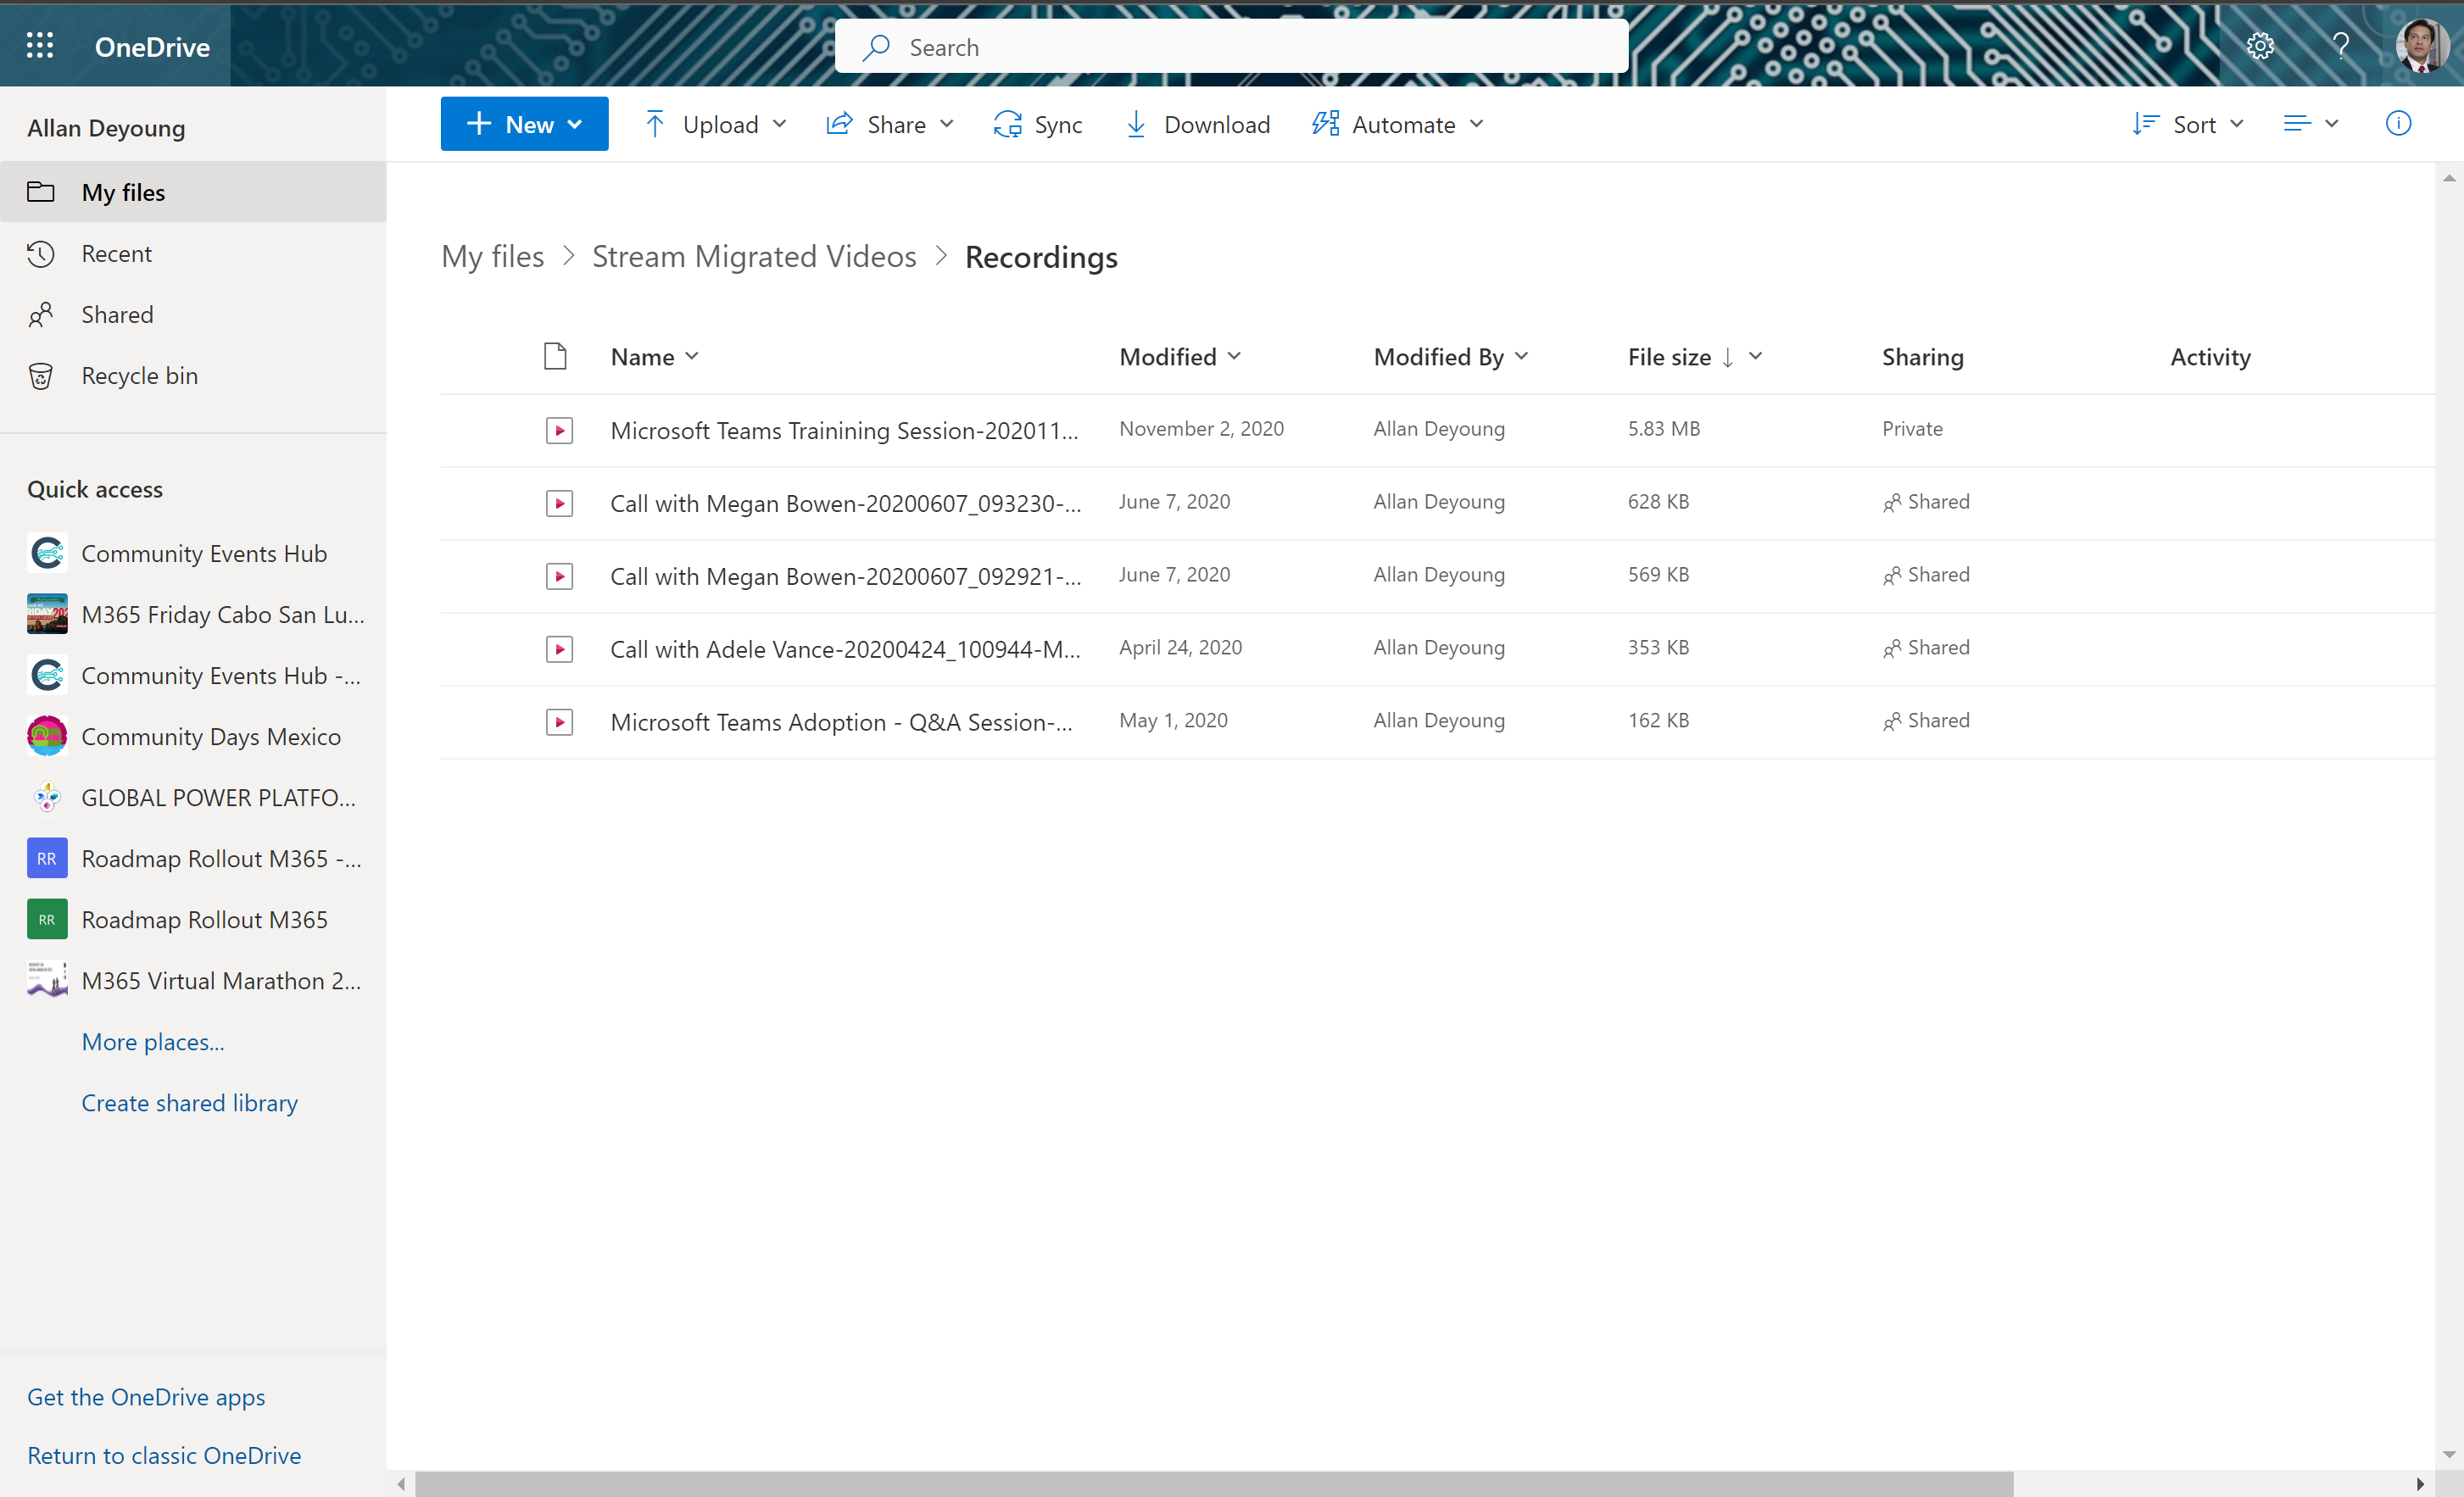 OneDrive
Search
Allan Deyoung
New
Upload
Share
Sync
Download
Automate
Sort
My files
Recent
Shared
Recycle bin
Quick access
Community Events Hub
M365 Friday Cabo San Lu...
Community Events Hub -...
Community Days Mexico
GLOBAL POWER PLATFO...
RR Roadmap Rollout M365 -...
RR Roadmap Rollout M365
M365 Virtual Marathon 2...
More places...
Create shared library
Get the OneDrive apps
Return to classic OneDrive
My files > Stream Migrated Videos > Recordings
Name Modified Modified By File size ↓ Sharing Activity
Microsoft Teams Trainining Session-202011... November 2, 2020 Allan Deyoung 5.83 MB Private
Call with Megan Bowen-20200607_093230-... June 7, 2020 Allan Deyoung 628 KB Shared
Call with Megan Bowen-20200607_092921-... June 7, 2020 Allan Deyoung 569 KB Shared
Call with Adele Vance-20200424_100944-M... April 24, 2020 Allan Deyoung 353 KB Shared
Microsoft Teams Adoption - Q&A Session-... May 1, 2020 Allan Deyoung 162 KB Shared